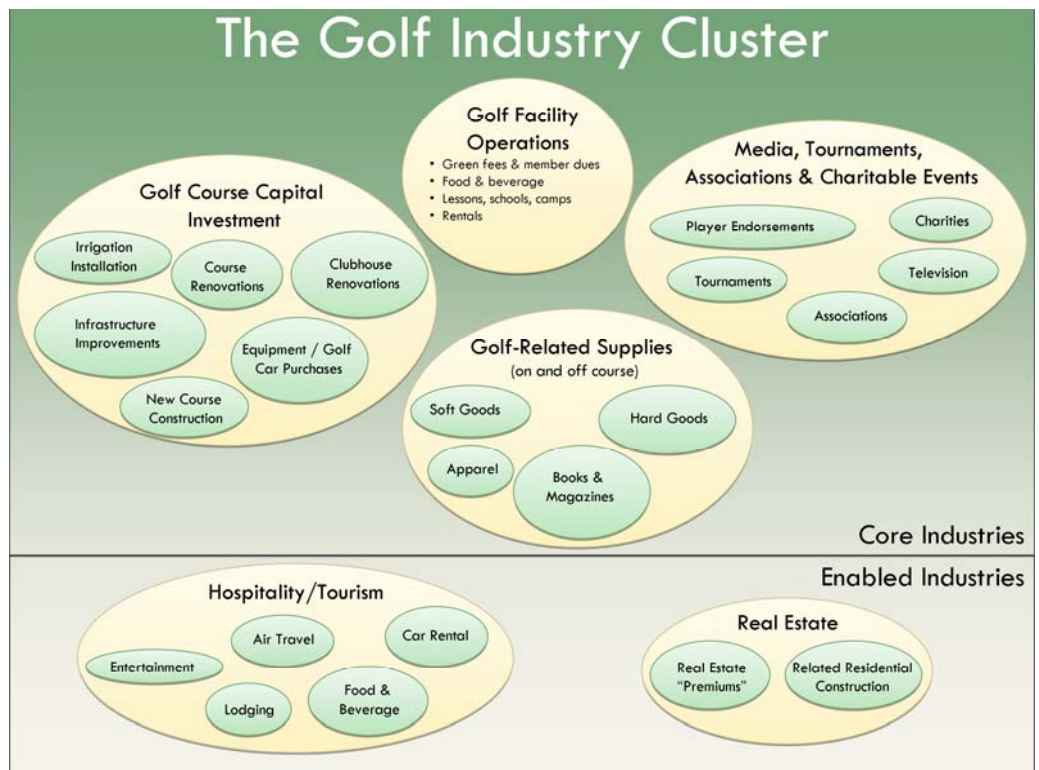 The Golf Industry Cluster
Golf Facility
Operations
• Green fees & member dues
• Food & beverage
• Lessons, schools, camps
• Rentals
Golf Course Capital
Investment
Irrigation
Installation
Course
Renovations
Clubhouse
Renovations
Infrastructure
Improvements
Equipment / Golf
Car Purchases
New Course
Construction
Media, Tournaments,
Associations & Charitable Events
Player Endorsements
Charities
Tournaments
Television
Associations
Golf-Related Supplies
(on and off course)
Soft Goods
Hard Goods
Apparel
Books &
Magazines
Core Industries
Enabled Industries
Hospitality/Tourism
Air Travel
Car Rental
Entertainment
Lodging
Food &
Beverage
Real Estate
Real Estate
“Premiums”
Related Residential
Construction